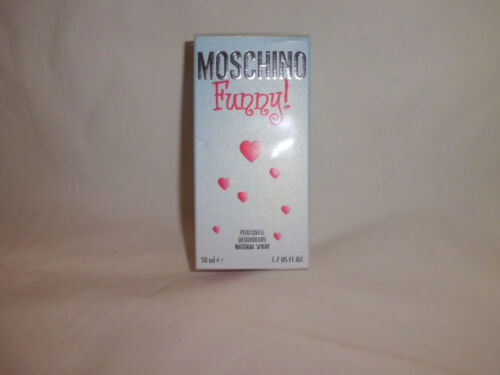 MOSCHINO
Funny!
PERFUMED
DEODORANT
NATURAL SPRAY
50 ml e 1.7 US FL.OZ.